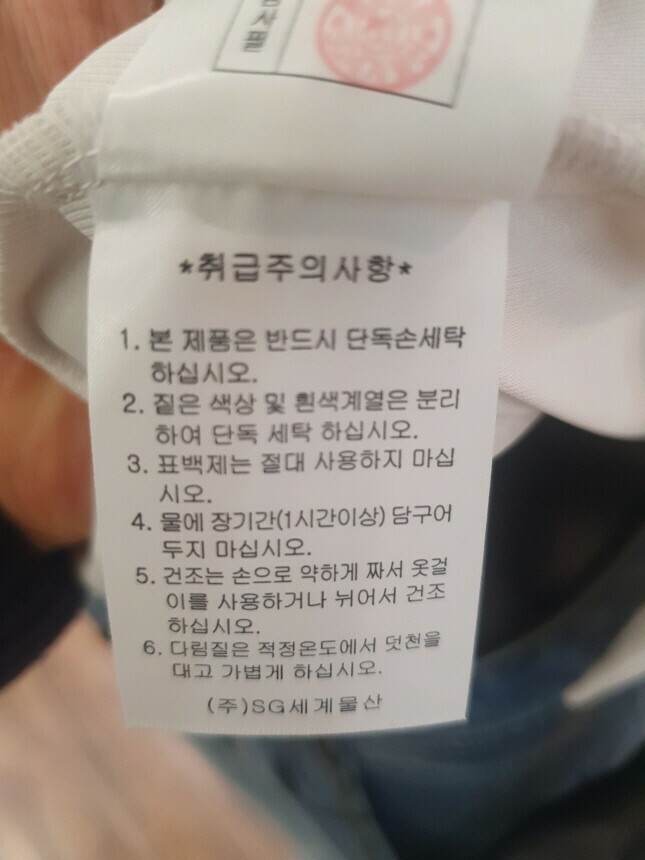 사필
*취급주의사항*
1. 본 제품은 반드시 단독손세탁
하십시오.
2. 짙은 색상 및 흰색계열은 분리
하여 단독 세탁 하십시오.
3. 표백제는 절대 사용하지 마십
시오.
4. 물에 장기간(1시간이상) 담구어
두지 마십시오.
5. 건조는 손으로 약하게 짜서 옷걸
이를 사용하거나 뉘어서 건조
하십시오.
6. 다림질은 적정온도에서 덧천을
대고 가볍게 하십시오.
(주)SG세계물산